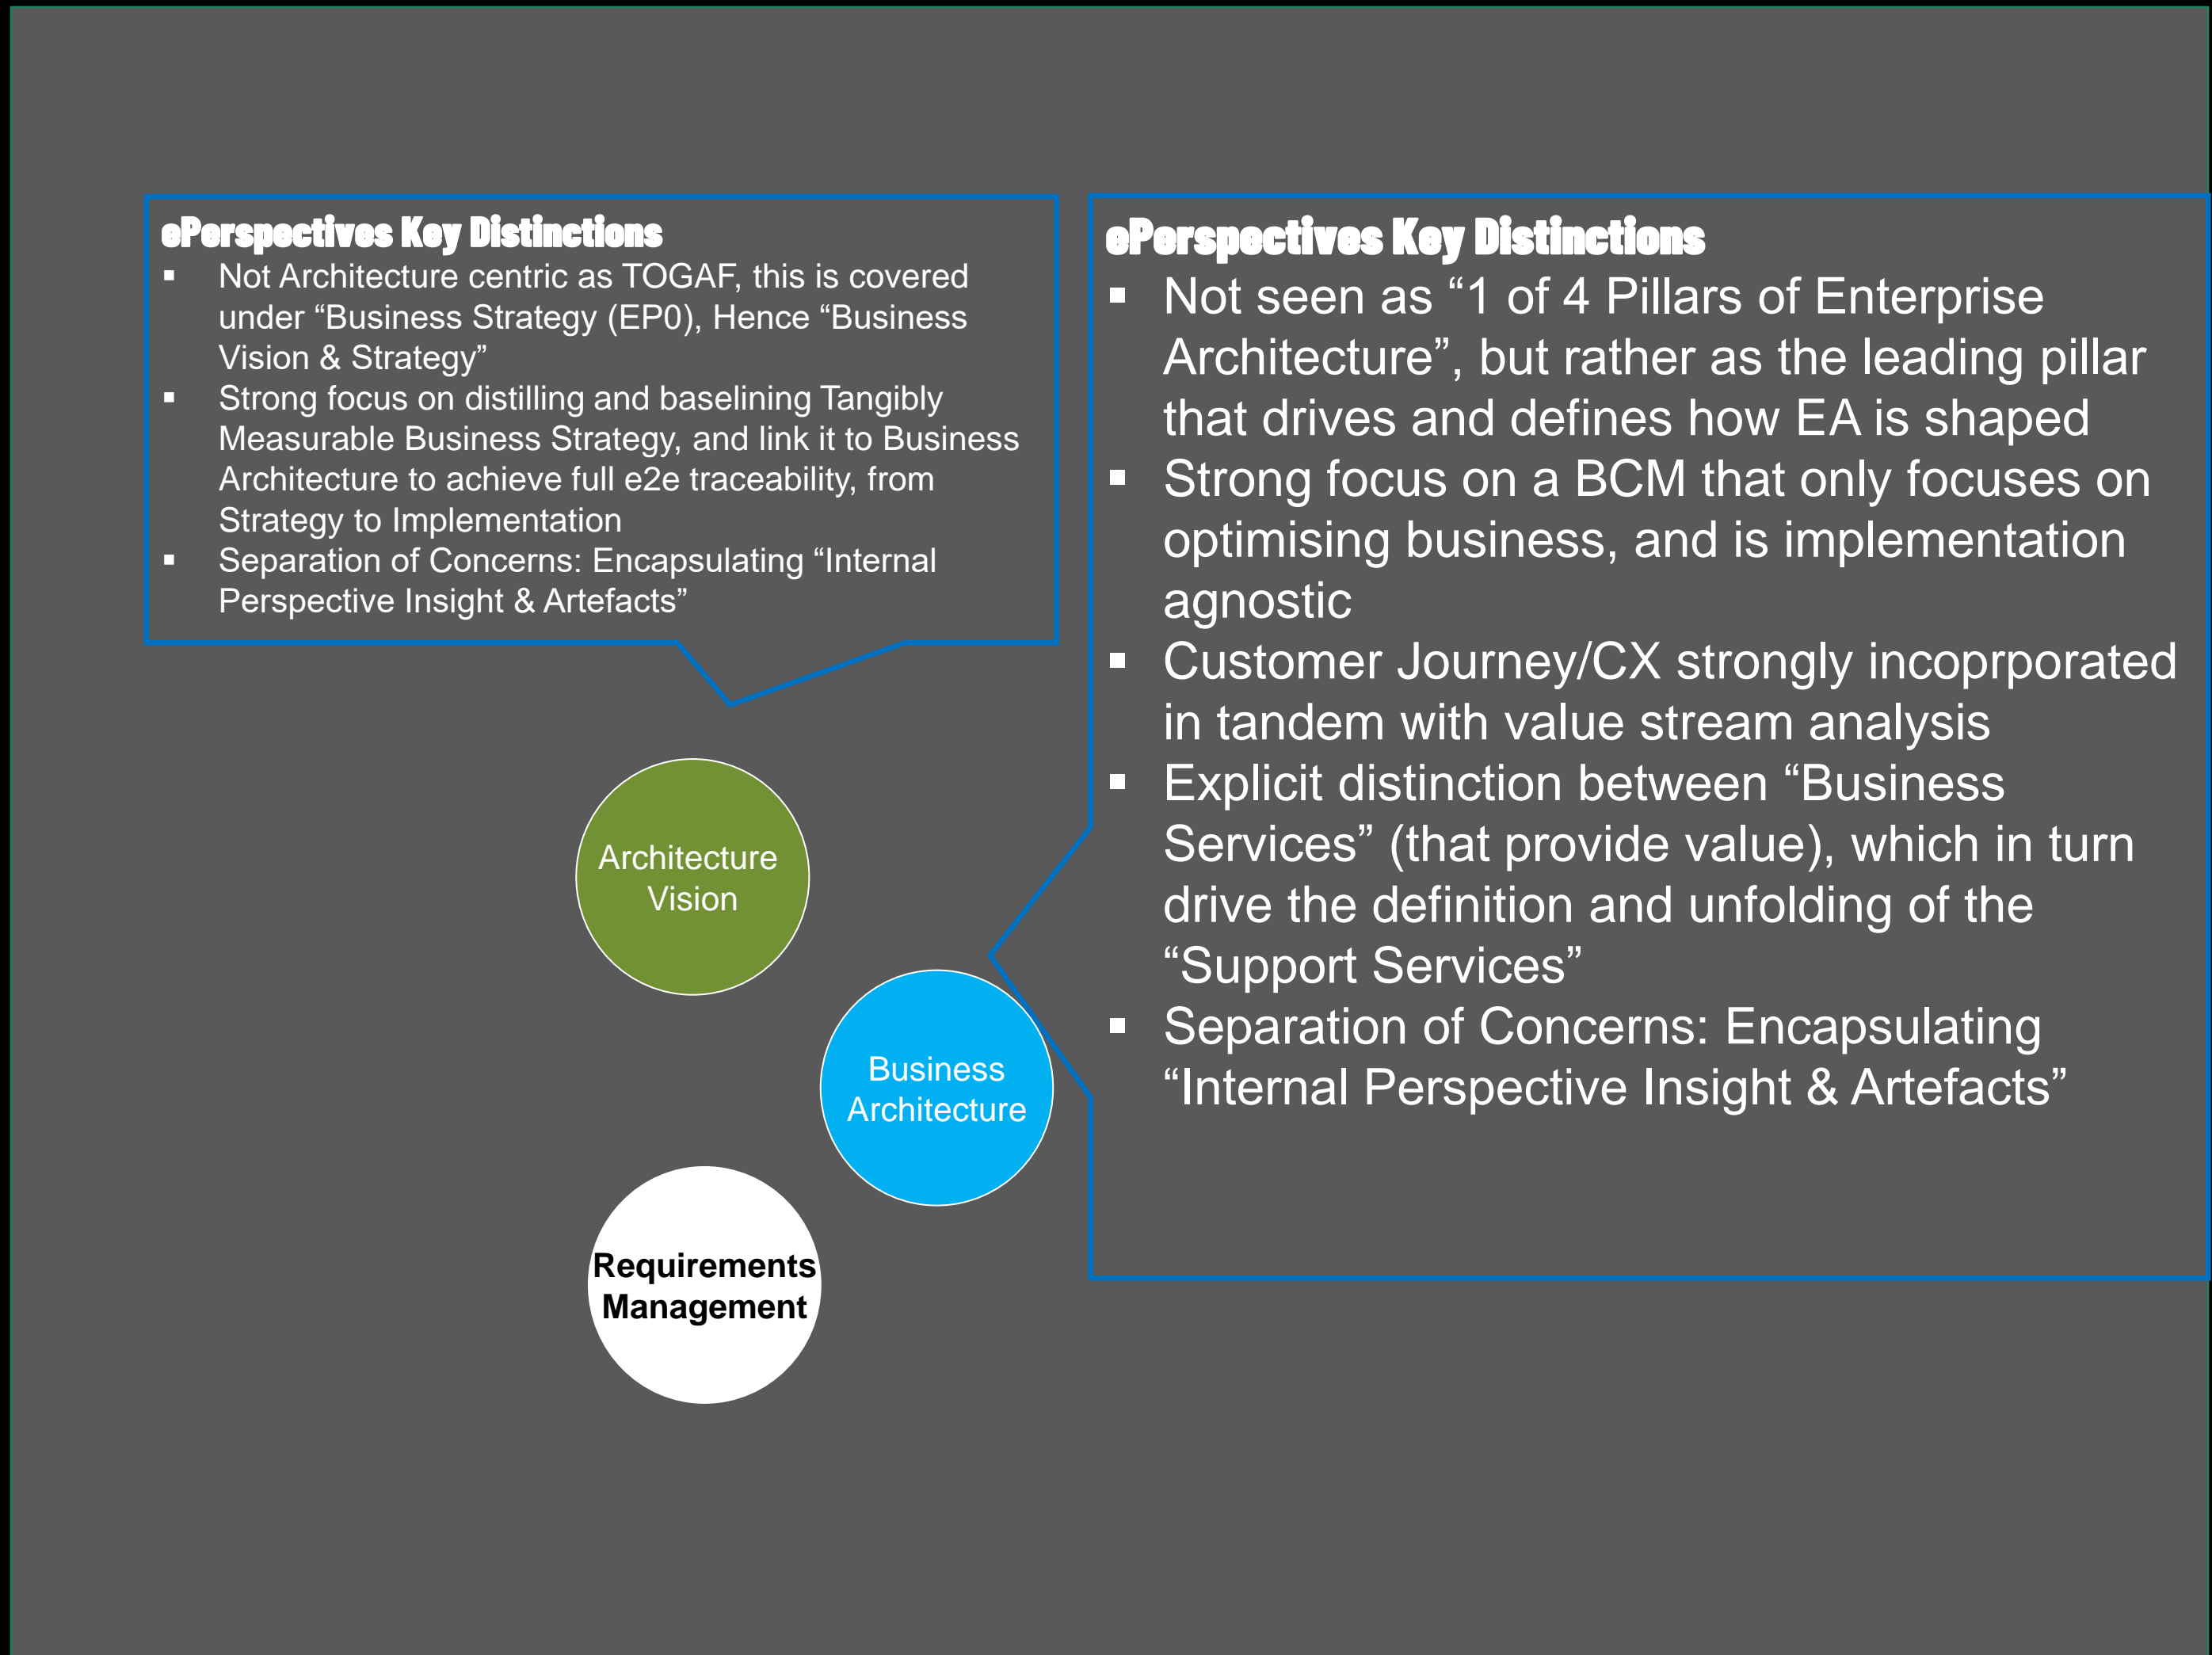 ePerspectives Key Distinctions
▪ Not Architecture centric as TOGAF, this is covered
under “Business Strategy (EP0), Hence “Business
Vision & Strategy”
▪ Strong focus on distilling and baselining Tangibly
Measurable Business Strategy, and link it to Business
Architecture to achieve full e2e traceability, from
Strategy to Implementation
▪ Separation of Concerns: Encapsulating “Internal
Perspective Insight & Artefacts”
ePerspectives Key Distinctions
▪ Not seen as “1 of 4 Pillars of Enterprise
Architecture”, but rather as the leading pillar
that drives and defines how EA is shaped
▪ Strong focus on a BCM that only focuses on
optimising business, and is implementation
agnostic
▪ Customer Journey/CX strongly incoprporated
in tandem with value stream analysis
▪ Explicit distinction between “Business
Services” (that provide value), which in turn
drive the definition and unfolding of the
“Support Services”
▪ Separation of Concerns: Encapsulating
“Internal Perspective Insight & Artefacts”
Architecture
Vision
Business
Architecture
Requirements
Management